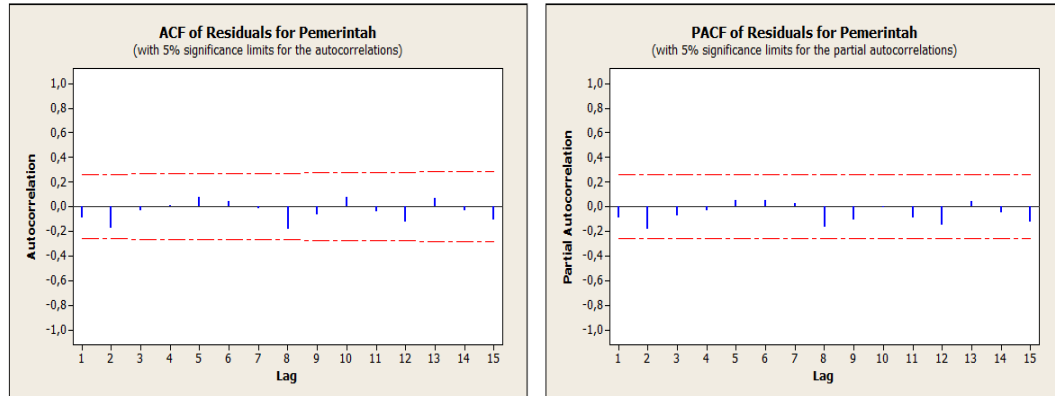 ACF of Residuals for Pemerintah
(with 5% significance limits for the autocorrelations)
Autocorrelation
1,0
0,8
0,6
0,4
0,2
0,0
-0,2
-0,4
-0,6
-0,8
-1,0
1 2 3 4 5 6 7 8 9 10 11 12 13 14 15
Lag
PACF of Residuals for Pemerintah
(with 5% significance limits for the partial autocorrelations)
Partial Autocorrelation
1,0
0,8
0,6
0,4
0,2
0,0
-0,2
-0,4
-0,6
-0,8
-1,0
1 2 3 4 5 6 7 8 9 10 11 12 13 14 15
Lag